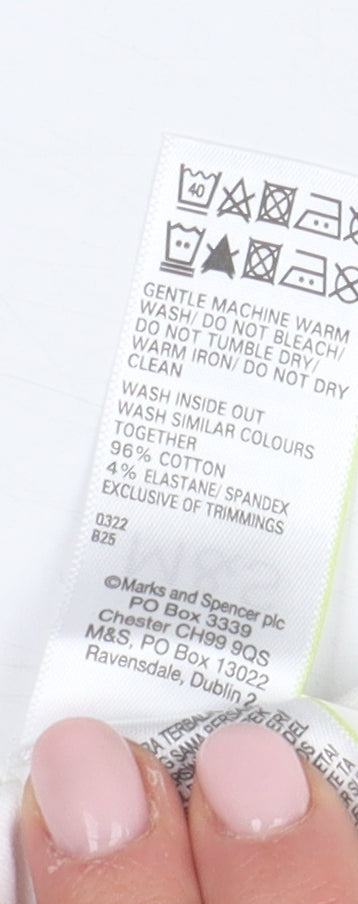 40
GENTLE MACHINE WARM
WASH/ DO NOT BLEACH/
DO NOT TUMBLE DRY/
WARM IRON/ DO NOT DRY
CLEAN
WASH INSIDE OUT
WASH SIMILAR COLOURS
TOGETHER
96% COTTON
4% ELASTANE/ SPANDEX
EXCLUSIVE OF TRIMMINGS
0322
B25
©Marks and Spencer plc
PO Box 3339
Chester CH99 9QS
M&S, PO Box 13022
Ravensdale, Dublin 2